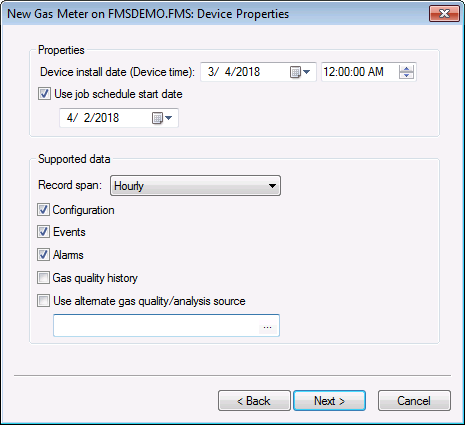 New Gas Meter on FMSDEMO.FMS: Device Properties
Properties
Device install date (Device time): 3/ 4/2018 12:00:00 AM
Use job schedule start date
4/ 2/2018
Supported data
Record span: Hourly
Configuration
Events
Alarms
Gas quality history
Use alternate gas quality/analysis source
...
< Back Next > Cancel